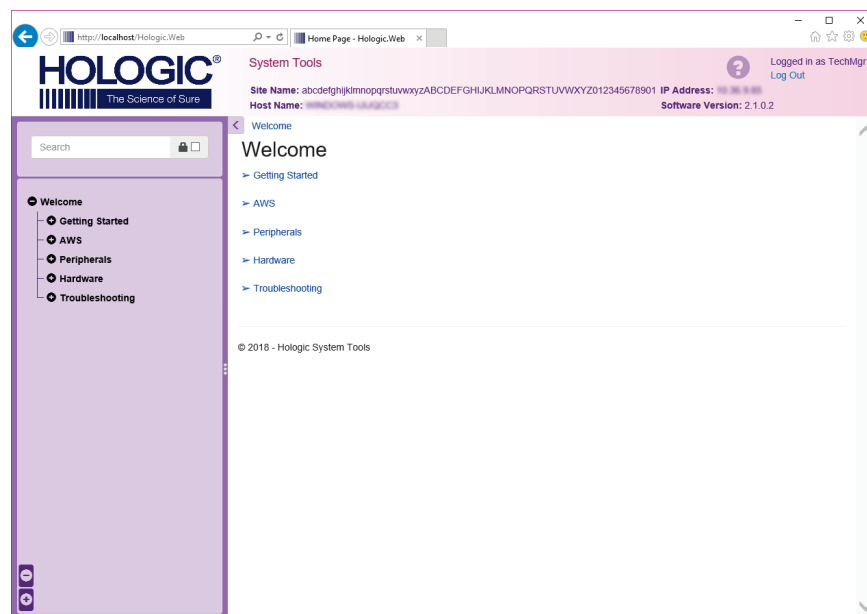 http://localhost/Hologic.Web
Home Page - Hologic.Web
HOLOGIC®
The Science of Sure
System Tools
Logged in as TechMgr
Log Out
Site Name: abcdefghijklmnopqrstuvwxyzABCDEFGHIJKLMNOPQRSTUVWXYZ012345678901 IP Address:
Host Name: Software Version: 2.1.0.2
Search
Welcome
Welcome
Getting Started
AWS
Peripherals
Hardware
Troubleshooting
Welcome
Getting Started
AWS
Peripherals
Hardware
Troubleshooting
© 2018 - Hologic System Tools